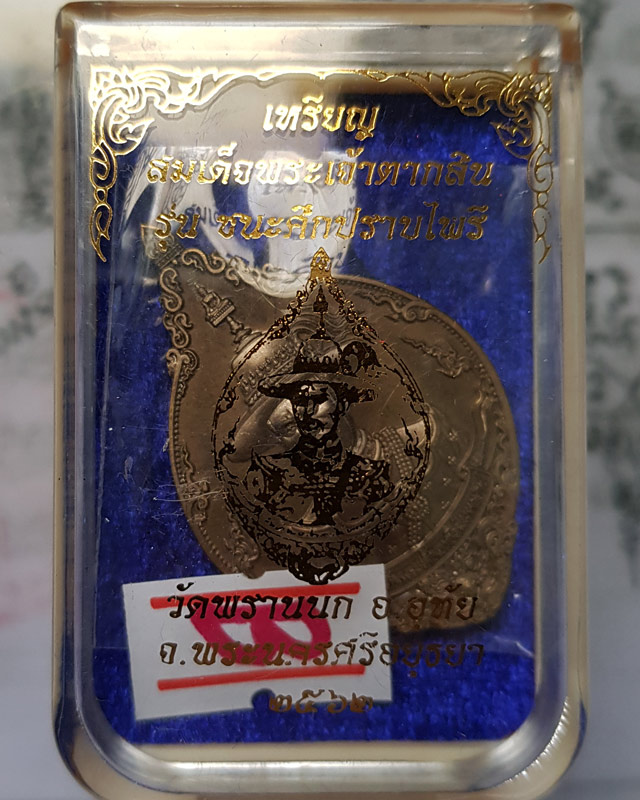 เหรียญ
สมเด็จพระเจ้าตากสิน
รุ่น ชนะศึกปราบไพรี
วัดพรานนก อ.อุทัย
จ.พระนครศรีอยุธยา
๒๕๖๒